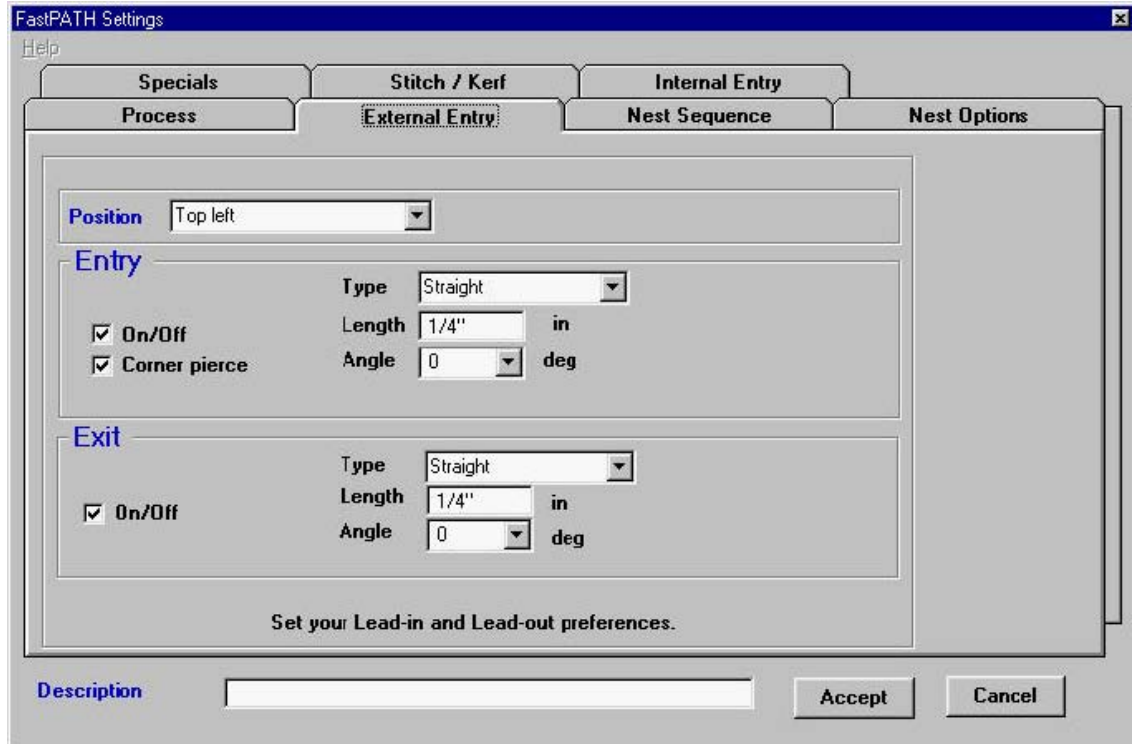 FastPATH Settings
Help
Specials
Stitch / Kerf
Internal Entry
Process
External Entry
Nest Sequence
Nest Options
Position Top left
Entry
Type Straight
On/Off
Length 1/4" in
Corner pierce
Angle 0 deg
Exit
Type Straight
On/Off
Length 1/4" in
Angle 0 deg
Set your Lead-in and Lead-out preferences.
Description
Accept
Cancel